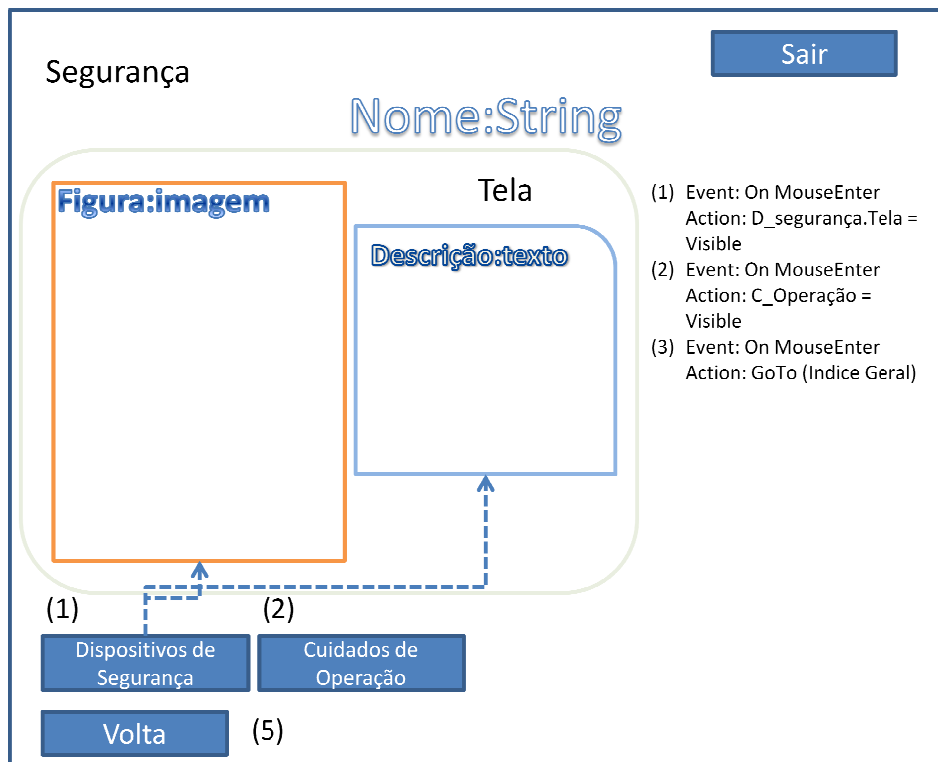 Sair
Segurança
Nome:String
Figura:imagem
Tela
Descrição:texto
(1) Event: On MouseEnter
Action: D_segurança.Tela =
Visible
(2) Event: On MouseEnter
Action: C_Operação =
Visible
(3) Event: On MouseEnter
Action: GoTo (Indice Geral)
(1)
(2)
Dispositivos de
Segurança
Cuidados de
Operação
Volta
(5)